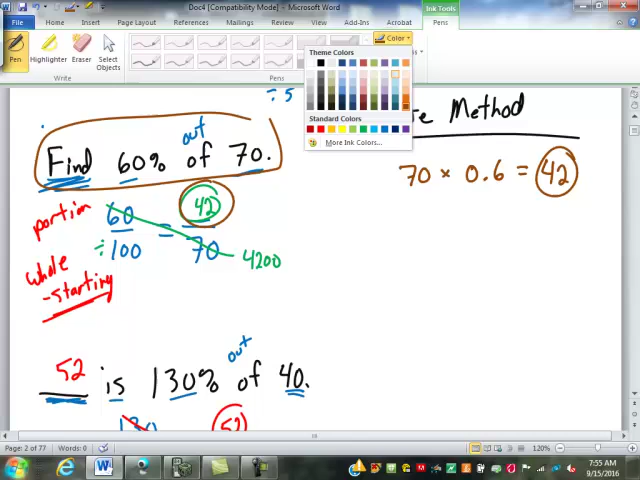 Doc4 [Compatibility Mode] - Microsoft Word
Ink Tools
File Home Insert Page Layout References Mailings Review View Add-Ins Acrobat Pens
Pen Highlighter Eraser Select Objects
Write
Pens
Color
Theme Colors
Standard Colors
More Ink Colors...
÷ 5
Method
out
Find 60% of 70.
70 × 0.6 = 42
portion 60 = 42
÷ 100 70 4200
whole
-starting
out
52 is 130% of 40.
130 52
Page: 2 of 77 Words: 0 120%
7:55 AM
9/15/2016